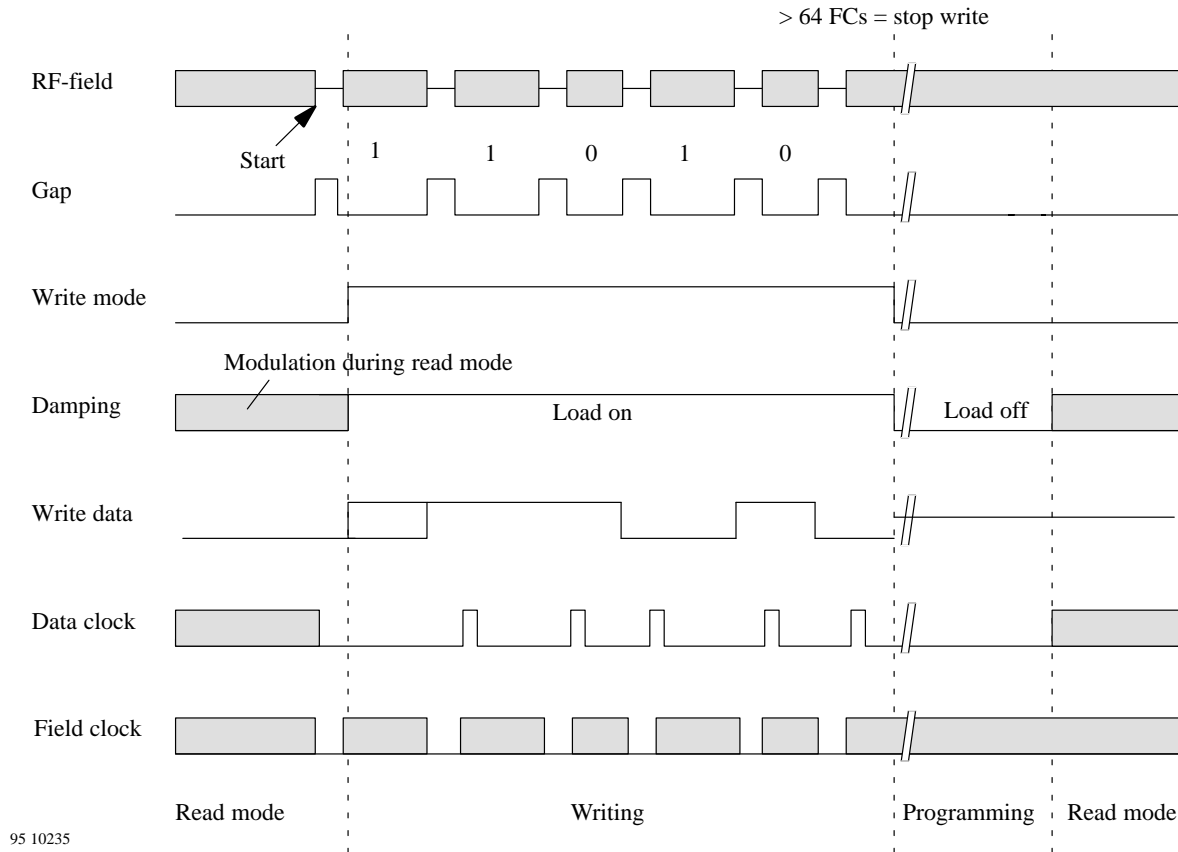 > 64 FCs = stop write
RF-field
Start
1 1 0 1 0
Gap
Write mode
Modulation during read mode
Damping
Load on
Load off
Write data
Data clock
Field clock
Read mode
Writing
Programming
Read mode
95 10235